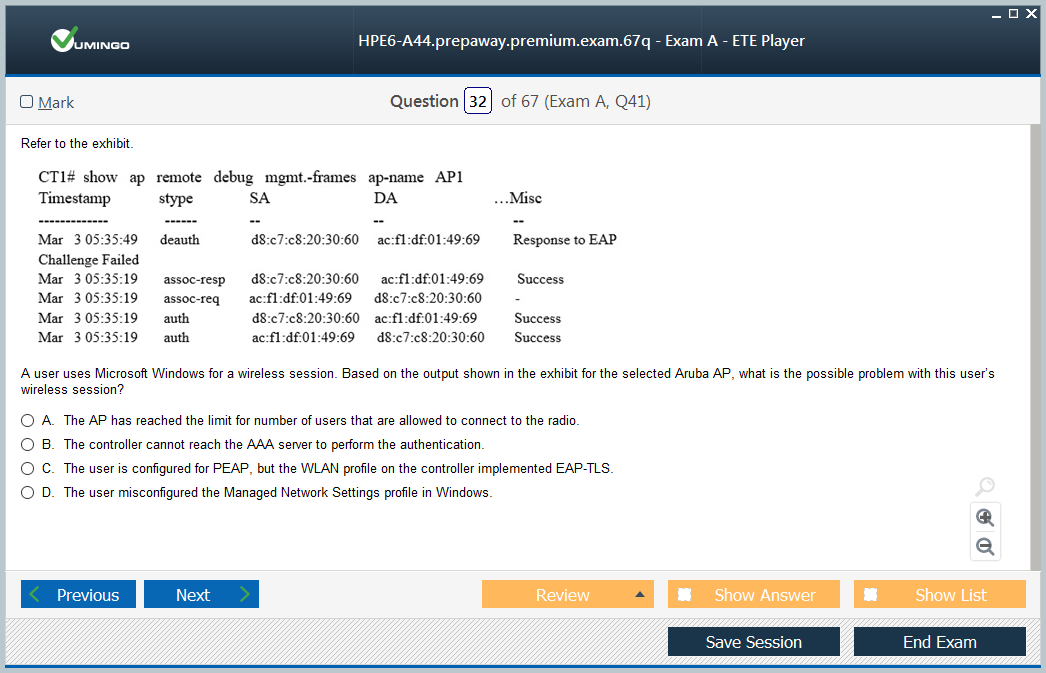 VUMINGO
HPE6-A44.prepaway.premium.exam.67q - Exam A - ETE Player
Mark
Question 32 of 67 (Exam A, Q41)
Refer to the exhibit.
CT1# show ap remote debug mgmt.-frames ap-name AP1
Timestamp stype SA DA ...Misc
------------- ------ -- -- --
Mar 3 05:35:49 deauth d8:c7:c8:20:30:60 ac:f1:df:01:49:69 Response to EAP
Challenge Failed
Mar 3 05:35:19 assoc-resp d8:c7:c8:20:30:60 ac:f1:df:01:49:69 Success
Mar 3 05:35:19 assoc-req ac:f1:df:01:49:69 d8:c7:c8:20:30:60 -
Mar 3 05:35:19 auth d8:c7:c8:20:30:60 ac:f1:df:01:49:69 Success
Mar 3 05:35:19 auth ac:f1:df:01:49:69 d8:c7:c8:20:30:60 Success
A user uses Microsoft Windows for a wireless session. Based on the output shown in the exhibit for the selected Aruba AP, what is the possible problem with this user's
wireless session?
A. The AP has reached the limit for number of users that are allowed to connect to the radio.
B. The controller cannot reach the AAA server to perform the authentication.
C. The user is configured for PEAP, but the WLAN profile on the controller implemented EAP-TLS.
D. The user misconfigured the Managed Network Settings profile in Windows.
Previous Next Review Show Answer Show List
Save Session End Exam